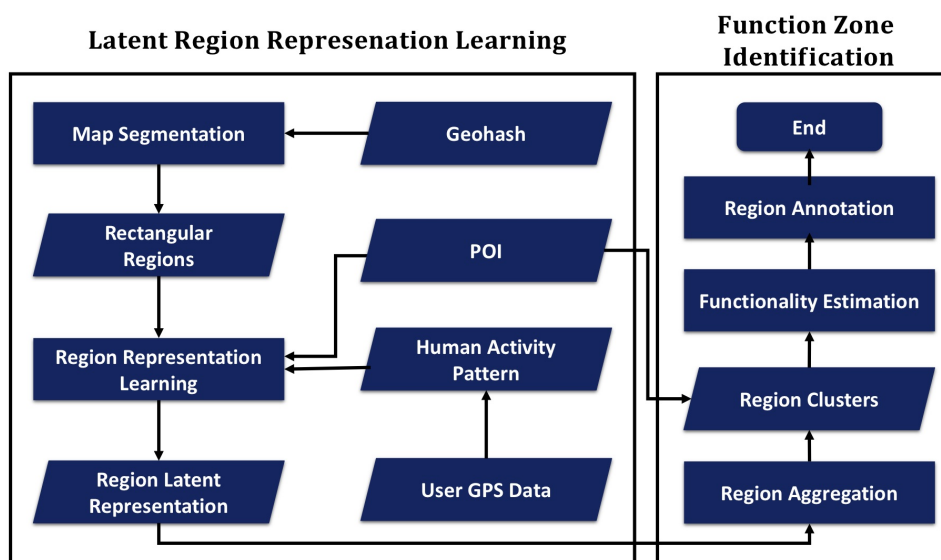 Latent Region Represenation Learning
Function Zone
Identification
Map Segmentation
Geohash
Rectangular
Regions
POI
Region Representation
Learning
Human Activity
Pattern
Region Latent
Representation
User GPS Data
End
Region Annotation
Functionality Estimation
Region Clusters
Region Aggregation